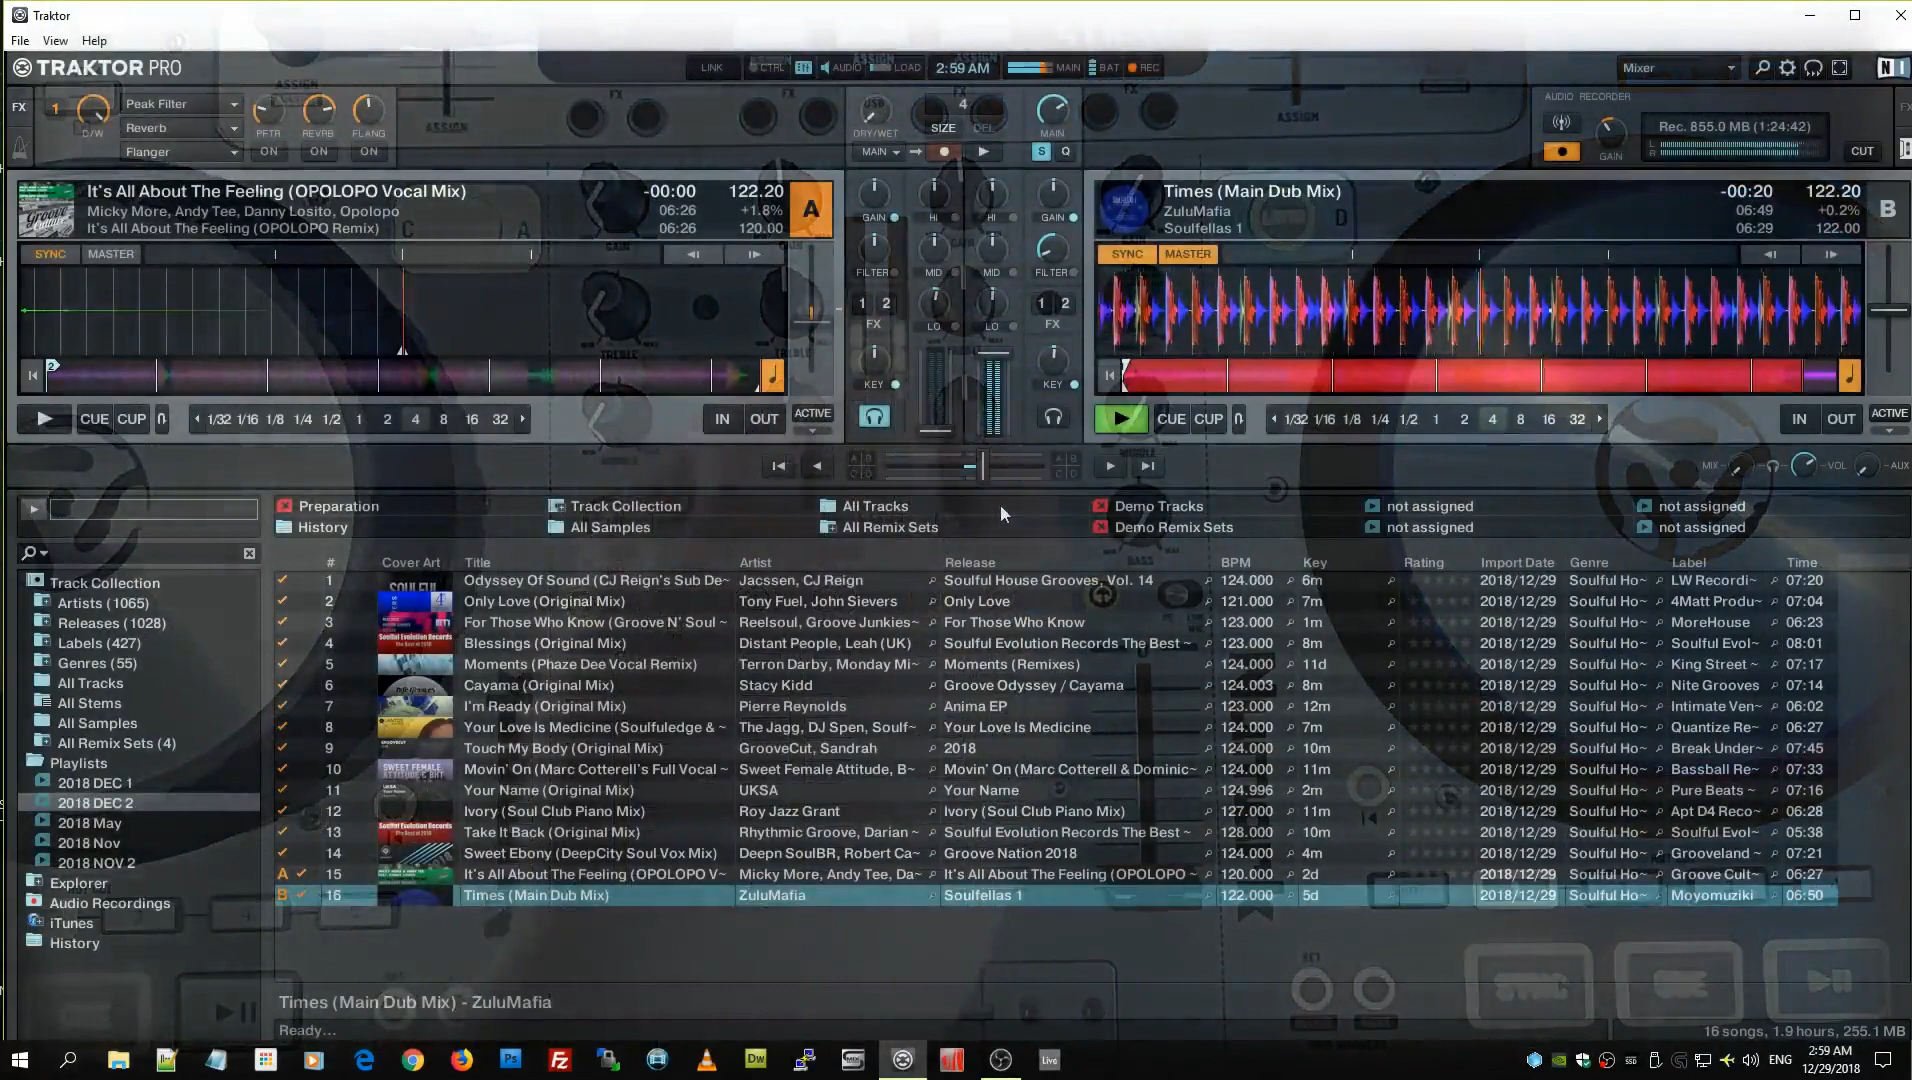 Traktor
File View Help
TRAKTOR PRO
LINK CTRL AUDIO LOAD 2:59 AM MAIN BAT REC
Mixer
FX 1 D/W Peak Filter Reverb Flanger
PFTR REVRB FLANG
ON ON ON
DRY/WET 4 SIZE DEL MAIN
MAIN S Q
AUDIO RECORDER
Rec. 855.0 MB (1:24:42)
GAIN L R CUT
It's All About The Feeling (OPOLOPO Vocal Mix) -00:00 122.20 A
Micky More, Andy Tee, Danny Losito, Opolopo 06:26 +1.8%
It's All About The Feeling (OPOLOPO Remix) 06:26 120.00
SYNC MASTER
GAIN HI HI GAIN
FILTER MID MID FILTER
1 2 LO LO 1 2
FX FX
KEY KEY
Times (Main Dub Mix) -00:20 122.20 B
ZuluMafia 06:49 +0.2%
Soulfellas 1 06:29 122.00
SYNC MASTER
2
CUE CUP 1/32 1/16 1/8 1/4 1/2 1 2 4 8 16 32 IN OUT ACTIVE
CUE CUP 1/32 1/16 1/8 1/4 1/2 1 2 4 8 16 32 IN OUT ACTIVE
MIX VOL AUX
Preparation Track Collection All Tracks Demo Tracks not assigned not assigned
History All Samples All Remix Sets Demo Remix Sets not assigned not assigned
Track Collection
Artists (1065)
Releases (1028)
Labels (427)
Genres (55)
All Tracks
All Stems
All Samples
All Remix Sets (4)
Playlists
2018 DEC 1
2018 DEC 2
2018 May
2018 Nov
2018 NOV 2
Explorer
Audio Recordings
iTunes
History
# Cover Art Title Artist Release BPM Key Rating Import Date Genre Label Time
1 Odyssey Of Sound (CJ Reign's Sub De~ Jacssen, CJ Reign Soulful House Grooves, Vol. 14 124.000 6m 2018/12/29 Soulful Ho~ LW Recordi~ 07:20
2 Only Love (Original Mix) Tony Fuel, John Sievers Only Love 121.000 7m 2018/12/29 Soulful Ho~ 4Matt Produ~ 07:04
3 For Those Who Know (Groove N' Soul ~ Reelsoul, Groove Junkies~ For Those Who Know 123.000 1m 2018/12/29 Soulful Ho~ MoreHouse 06:23
4 Blessings (Original Mix) Distant People, Leah (UK) Soulful Evolution Records The Best ~ 123.000 8m 2018/12/29 Soulful Ho~ Soulful Evol~ 08:01
5 Moments (Phaze Dee Vocal Remix) Terron Darby, Monday Mi~ Moments (Remixes) 124.000 11d 2018/12/29 Soulful Ho~ King Street ~ 07:17
6 Cayama (Original Mix) Stacy Kidd Groove Odyssey / Cayama 124.003 8m 2018/12/29 Soulful Ho~ Nite Grooves 07:14
7 I'm Ready (Original Mix) Pierre Reynolds Anima EP 123.000 12m 2018/12/29 Soulful Ho~ Intimate Ven~ 06:02
8 Your Love Is Medicine (Soulfuledge & ~ The Jagg, DJ Spen, Soulf~ Your Love Is Medicine 124.000 7m 2018/12/29 Soulful Ho~ Quantize Re~ 06:27
9 Touch My Body (Original Mix) GrooveCut, Sandrah 2018 124.000 10m 2018/12/29 Soulful Ho~ Break Under~ 07:45
10 Movin' On (Marc Cotterell's Full Vocal ~ Sweet Female Attitude, B~ Movin' On (Marc Cotterell & Dominic~ 124.000 11m 2018/12/29 Soulful Ho~ Bassball Re~ 07:33
11 Your Name (Original Mix) UKSA Your Name 124.996 2m 2018/12/29 Soulful Ho~ Pure Beats ~ 07:16
12 Ivory (Soul Club Piano Mix) Roy Jazz Grant Ivory (Soul Club Piano Mix) 127.000 11m 2018/12/29 Soulful Ho~ Apt D4 Reco~ 06:28
13 Take It Back (Original Mix) Rhythmic Groove, Darian ~ Soulful Evolution Records The Best ~ 128.000 10m 2018/12/29 Soulful Ho~ Soulful Evol~ 05:38
14 Sweet Ebony (DeepCity Soul Vox Mix) Deepn SoulBR, Robert Ca~ Groove Nation 2018 124.000 4m 2018/12/29 Soulful Ho~ Grooveland ~ 07:21
A 15 It's All About The Feeling (OPOLOPO V~ Micky More, Andy Tee, Da~ It's All About The Feeling (OPOLOPO ~ 120.000 2d 2018/12/29 Soulful Ho~ Groove Cult~ 06:27
B 16 Times (Main Dub Mix) ZuluMafia Soulfellas 1 122.000 5d 2018/12/29 Soulful Ho~ Moyomuziki 06:50
Times (Main Dub Mix) - ZuluMafia
Ready...
16 songs, 1.9 hours, 255.1 MB
Ps Fz Dw Live
ENG 2:59 AM
12/29/2018